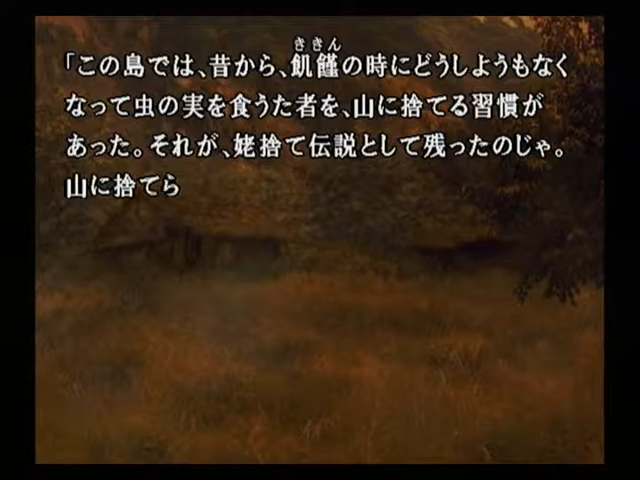 ききん
「この島では、昔から、飢饉の時にどうしようもなく
なって虫の実を食うた者を、山に捨てる習慣が
あった。それが、姥捨て伝説として残ったのじゃ。
山に捨てら